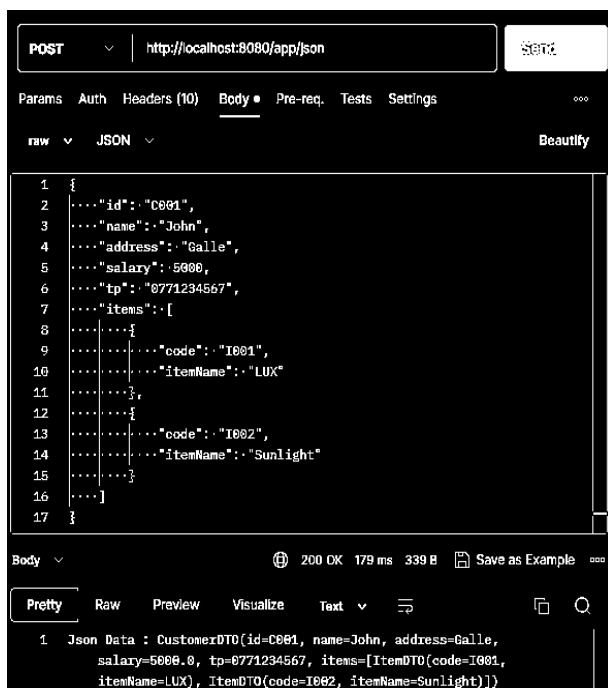 POST http://localhost:8080/app/json Send
Params Auth Headers (10) Body Pre-req. Tests Settings
raw JSON Beautify
1 {
2 "id": "C001",
3 "name": "John",
4 "address": "Galle",
5 "salary": 5000,
6 "tp": "0771234567",
7 "items": [
8 {
9 "code": "I001",
10 "itemName": "LUX"
11 },
12 {
13 "code": "I002",
14 "itemName": "Sunlight"
15 }
16 ]
17 }
Body 200 OK 179 ms 339 B Save as Example
Pretty Raw Preview Visualize Text
1 Json Data : CustomerDTO(id=C001, name=John, address=Galle,
salary=5000.0, tp=0771234567, items=[ItemDTO(code=I001,
itemName=LUX), ItemDTO(code=I002, itemName=Sunlight)])